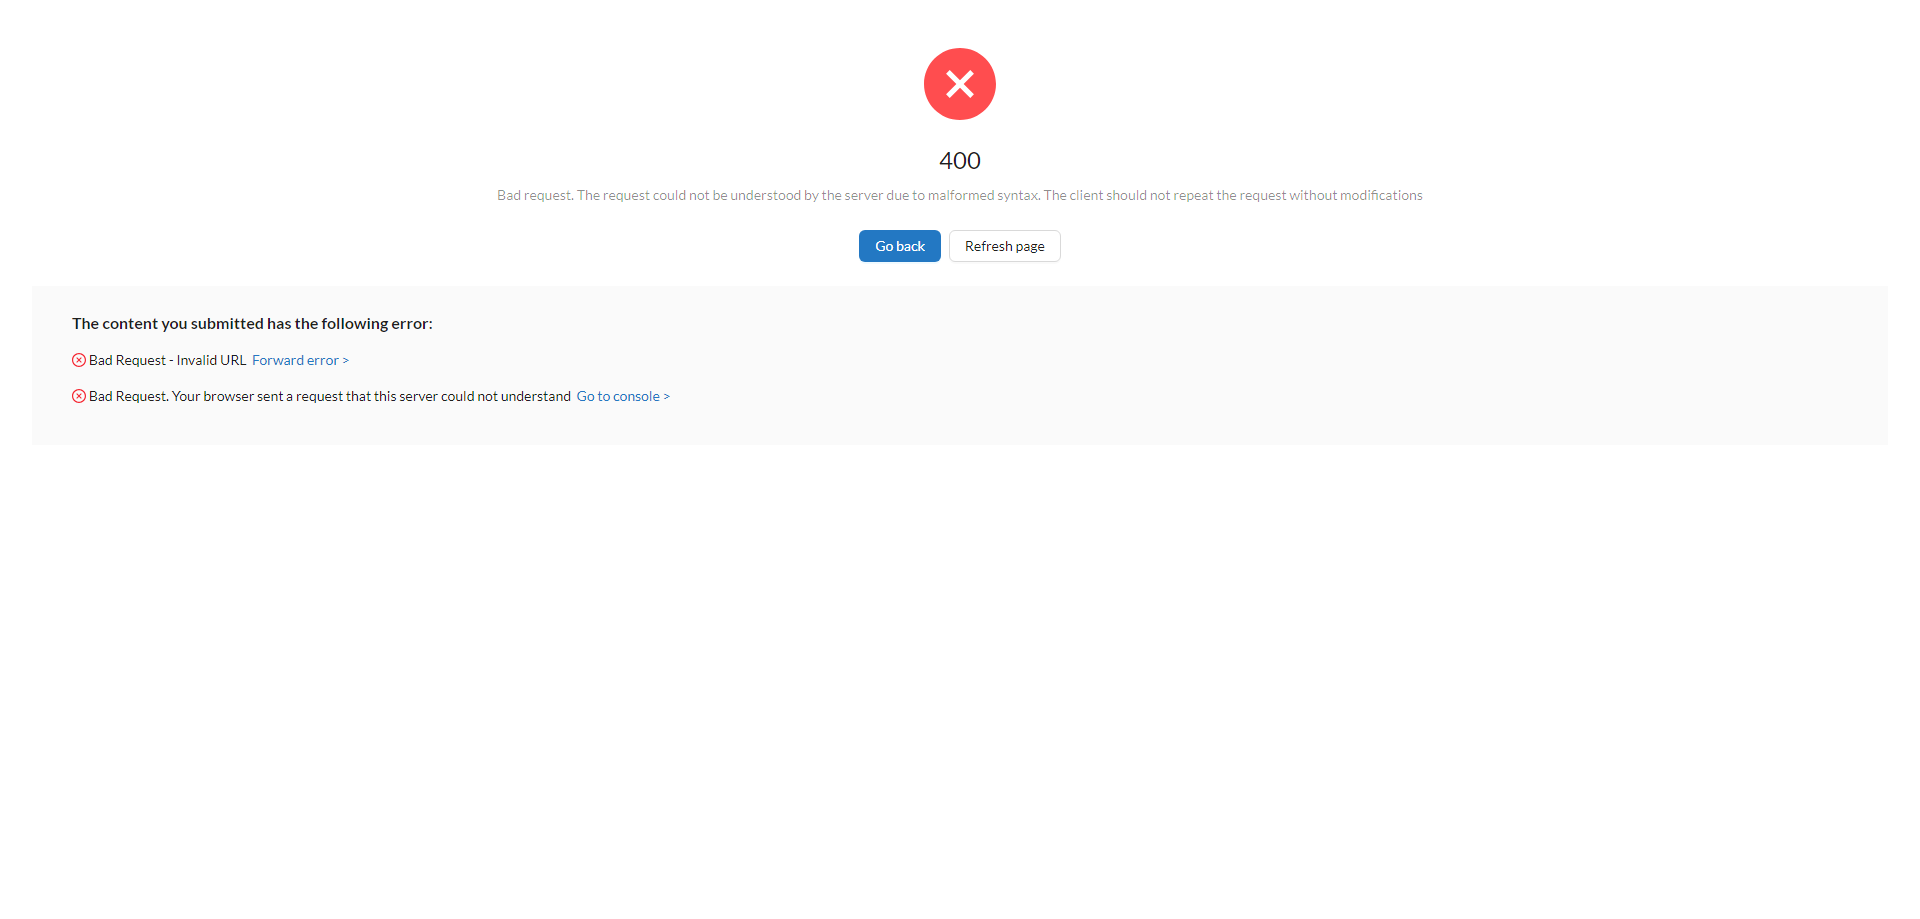 400
Bad request. The request could not be understood by the server due to malformed syntax. The client should not repeat the request without modifications
Go back Refresh page
The content you submitted has the following error:
Bad Request - Invalid URL Forward error >
Bad Request. Your browser sent a request that this server could not understand Go to console >